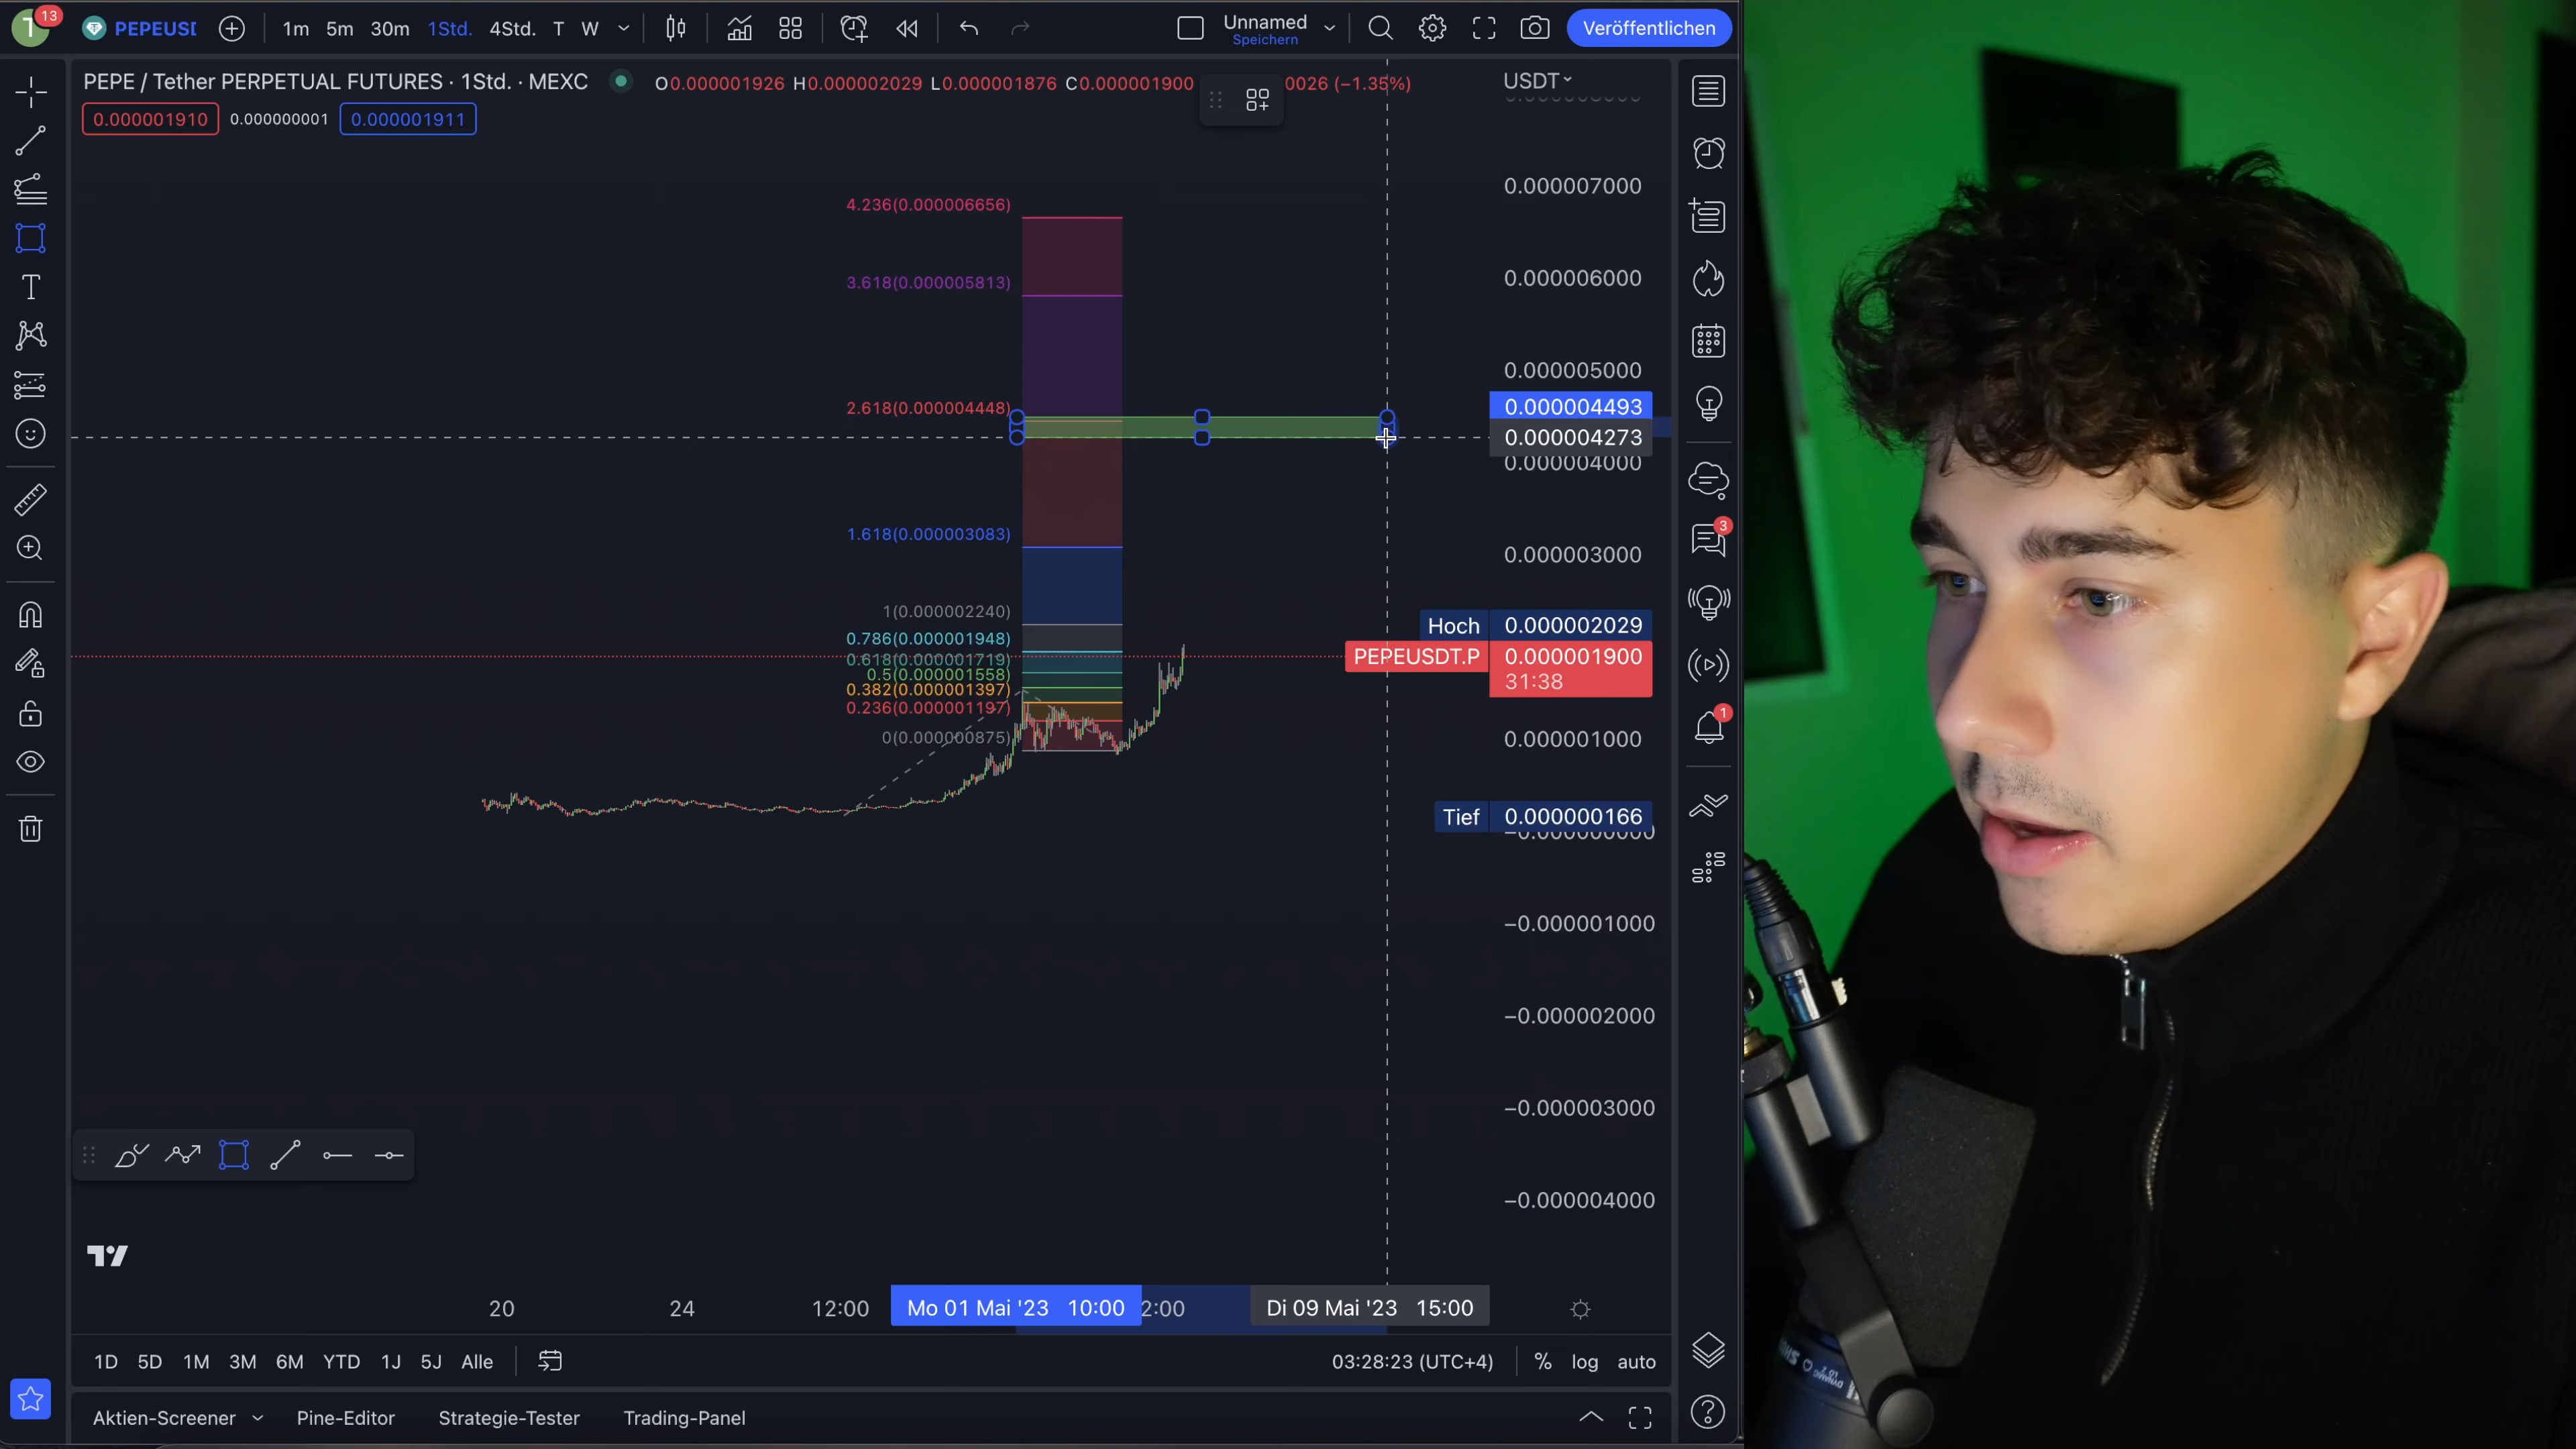 T 13 PEPEUSD 1m 5m 30m 1Std. 4Std. T W Unnamed Veröffentlichen
Speichern
PEPE / Tether PERPETUAL FUTURES · 1Std. · MEXC O0.000001926 H0.000002029 L0.000001876 C0.000001900 0026 (−1.35%) USDT
0.000001910 0.000000001 0.000001911
0.000007000
4.236(0.000006656)
0.000006000
3.618(0.000005813)
0.000005000
2.618(0.000004448) 0.000004493
0.000004273
0.000004000
1.618(0.000003083)
0.000003000
1(0.000002240)
Hoch 0.000002029
0.786(0.000001948)
PEPEUSDT.P 0.000001900
0.618(0.000001719)
0.5(0.000001558) 31:38
0.382(0.000001397)
0.236(0.000001197)
0(0.000000875) 0.000001000
Tief 0.000000166
−0.000000000
−0.000001000
−0.000002000
−0.000003000
−0.000004000
3
1
20 24 12:00 Mo 01 Mai '23 10:00 2:00 Di 09 Mai '23 15:00
1D 5D 1M 3M 6M YTD 1J 5J Alle 03:28:23 (UTC+4) % log auto
Aktien-Screener Pine-Editor Strategie-Tester Trading-Panel